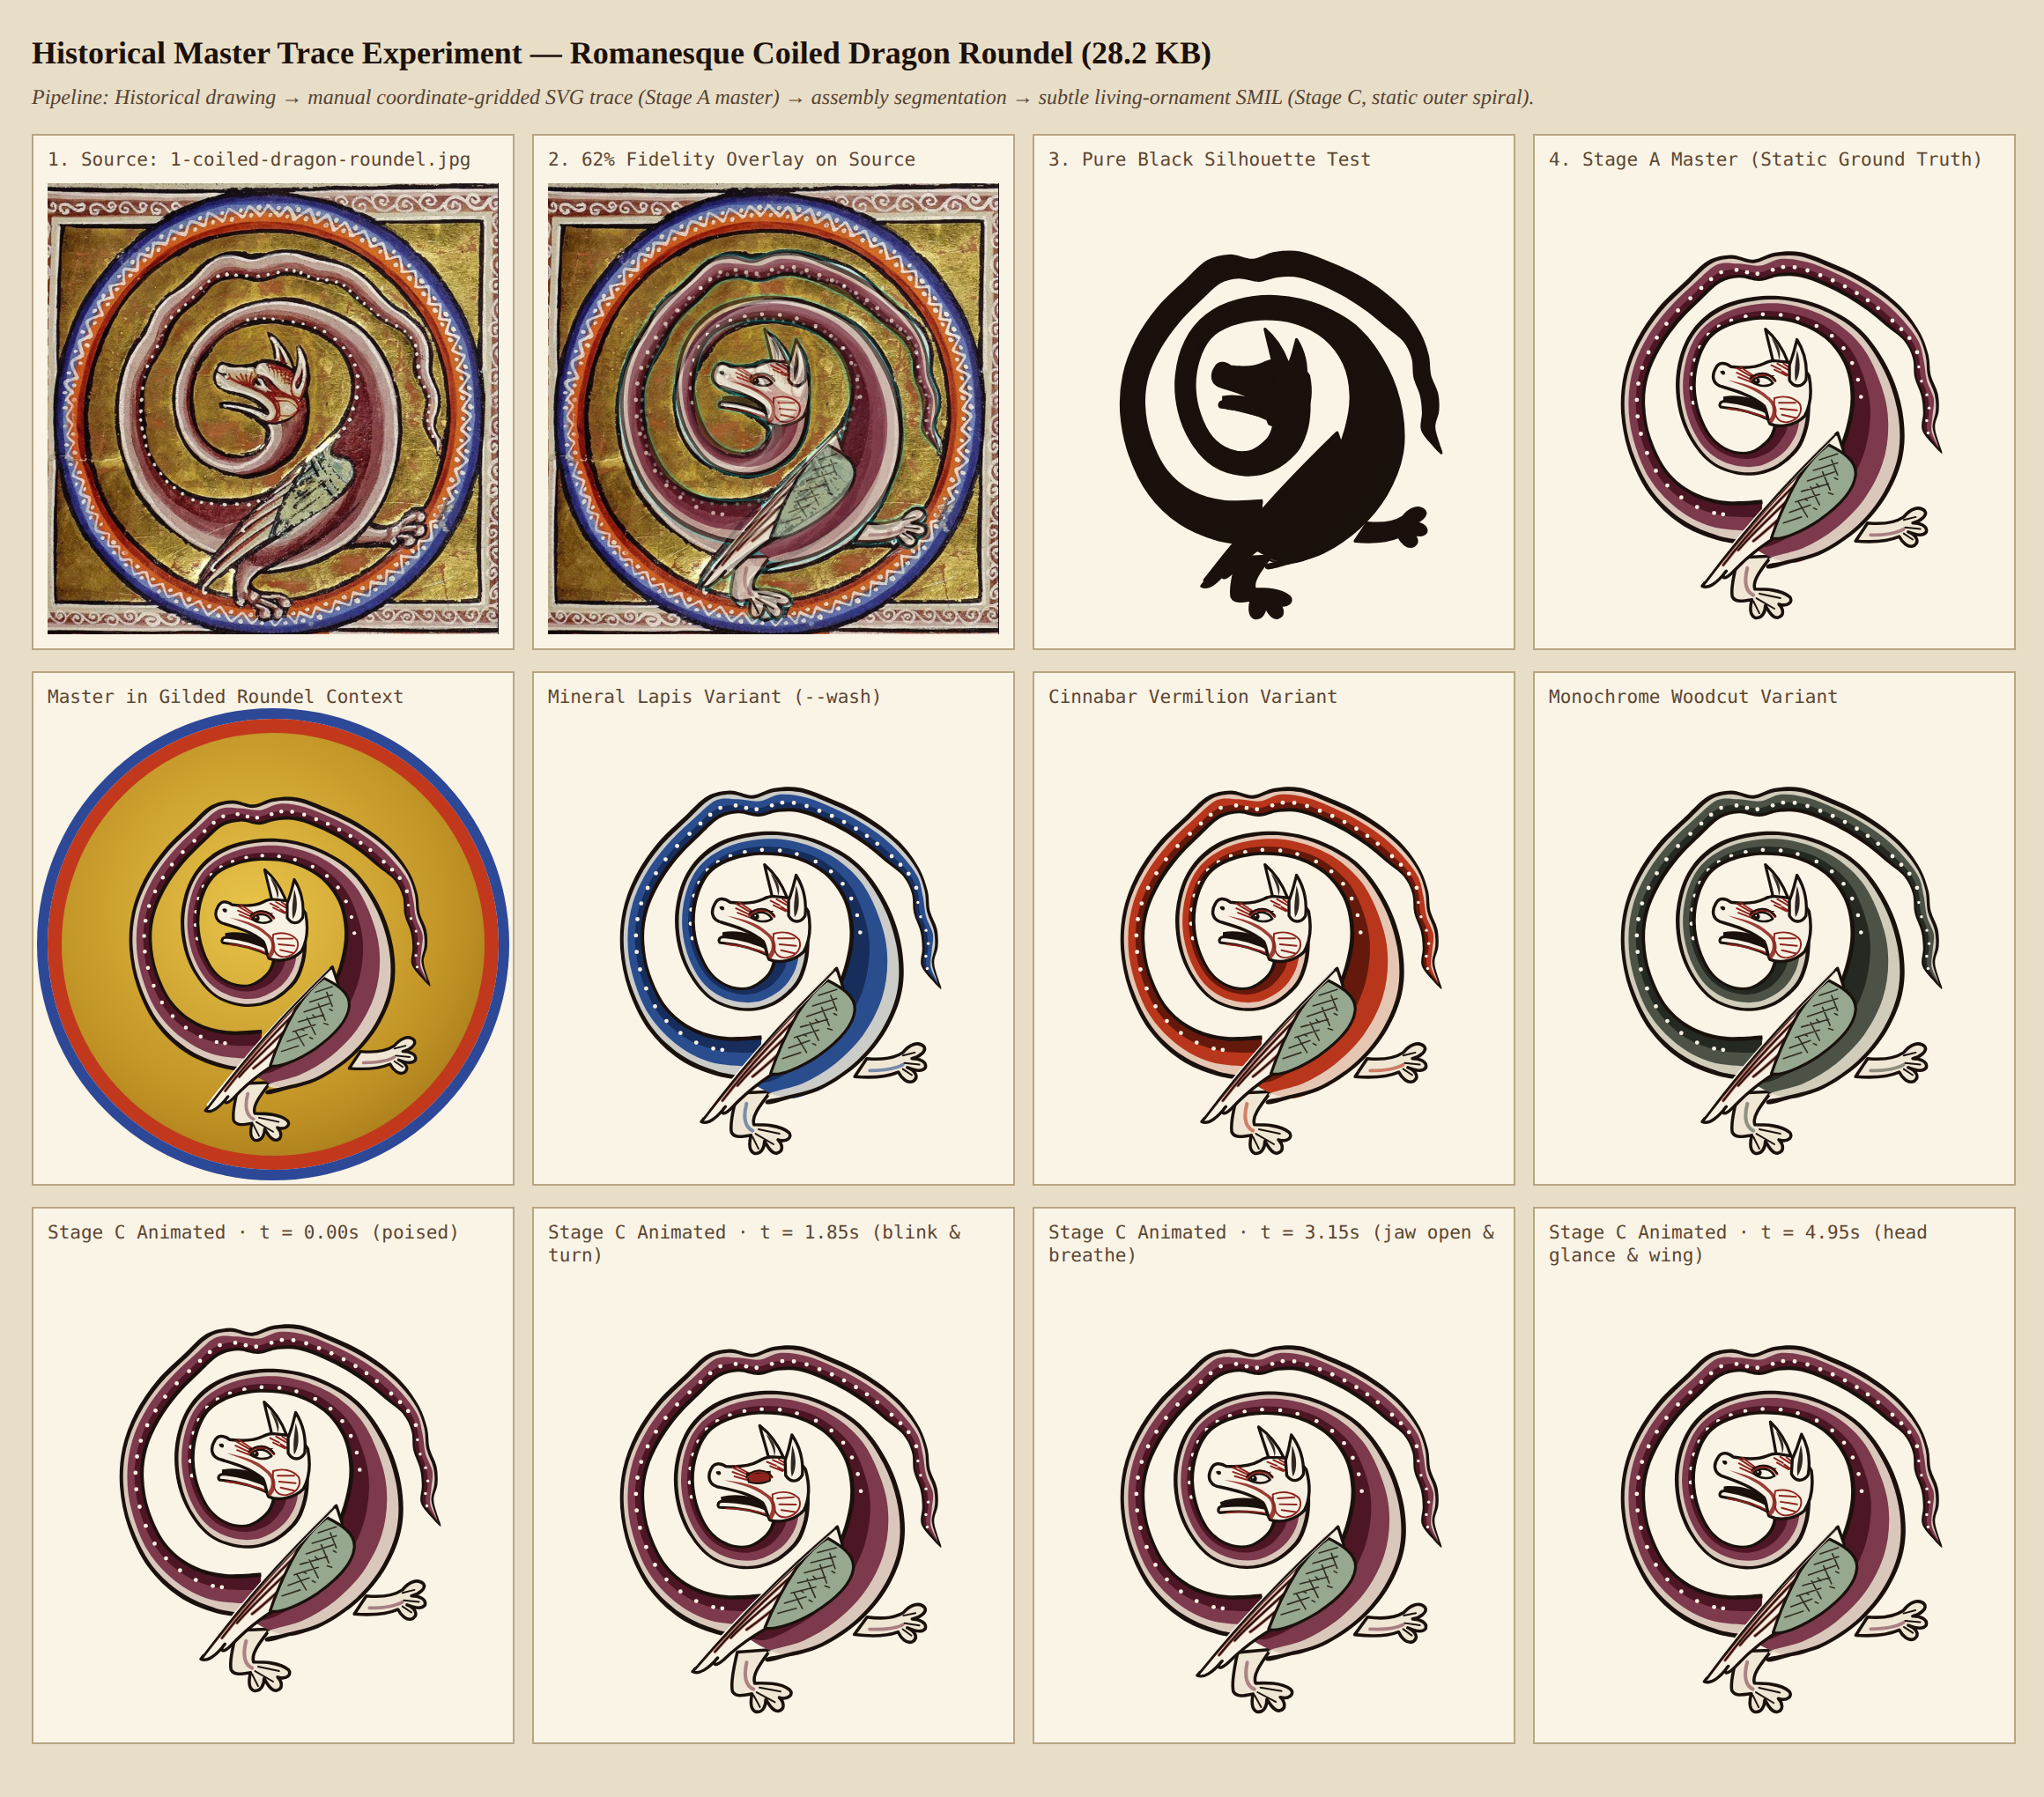 Historical Master Trace Experiment — Romanesque Coiled Dragon Roundel (28.2 KB)
Pipeline: Historical drawing → manual coordinate-gridded SVG trace (Stage A master) → assembly segmentation → subtle living-ornament SMIL (Stage C, static outer spiral).
1. Source: 1-coiled-dragon-roundel.jpg
2. 62% Fidelity Overlay on Source
3. Pure Black Silhouette Test
4. Stage A Master (Static Ground Truth)
Master in Gilded Roundel Context
Mineral Lapis Variant (--wash)
Cinnabar Vermilion Variant
Monochrome Woodcut Variant
Stage C Animated · t = 0.00s (poised)
Stage C Animated · t = 1.85s (blink &
turn)
Stage C Animated · t = 3.15s (jaw open &
breathe)
Stage C Animated · t = 4.95s (head
glance & wing)